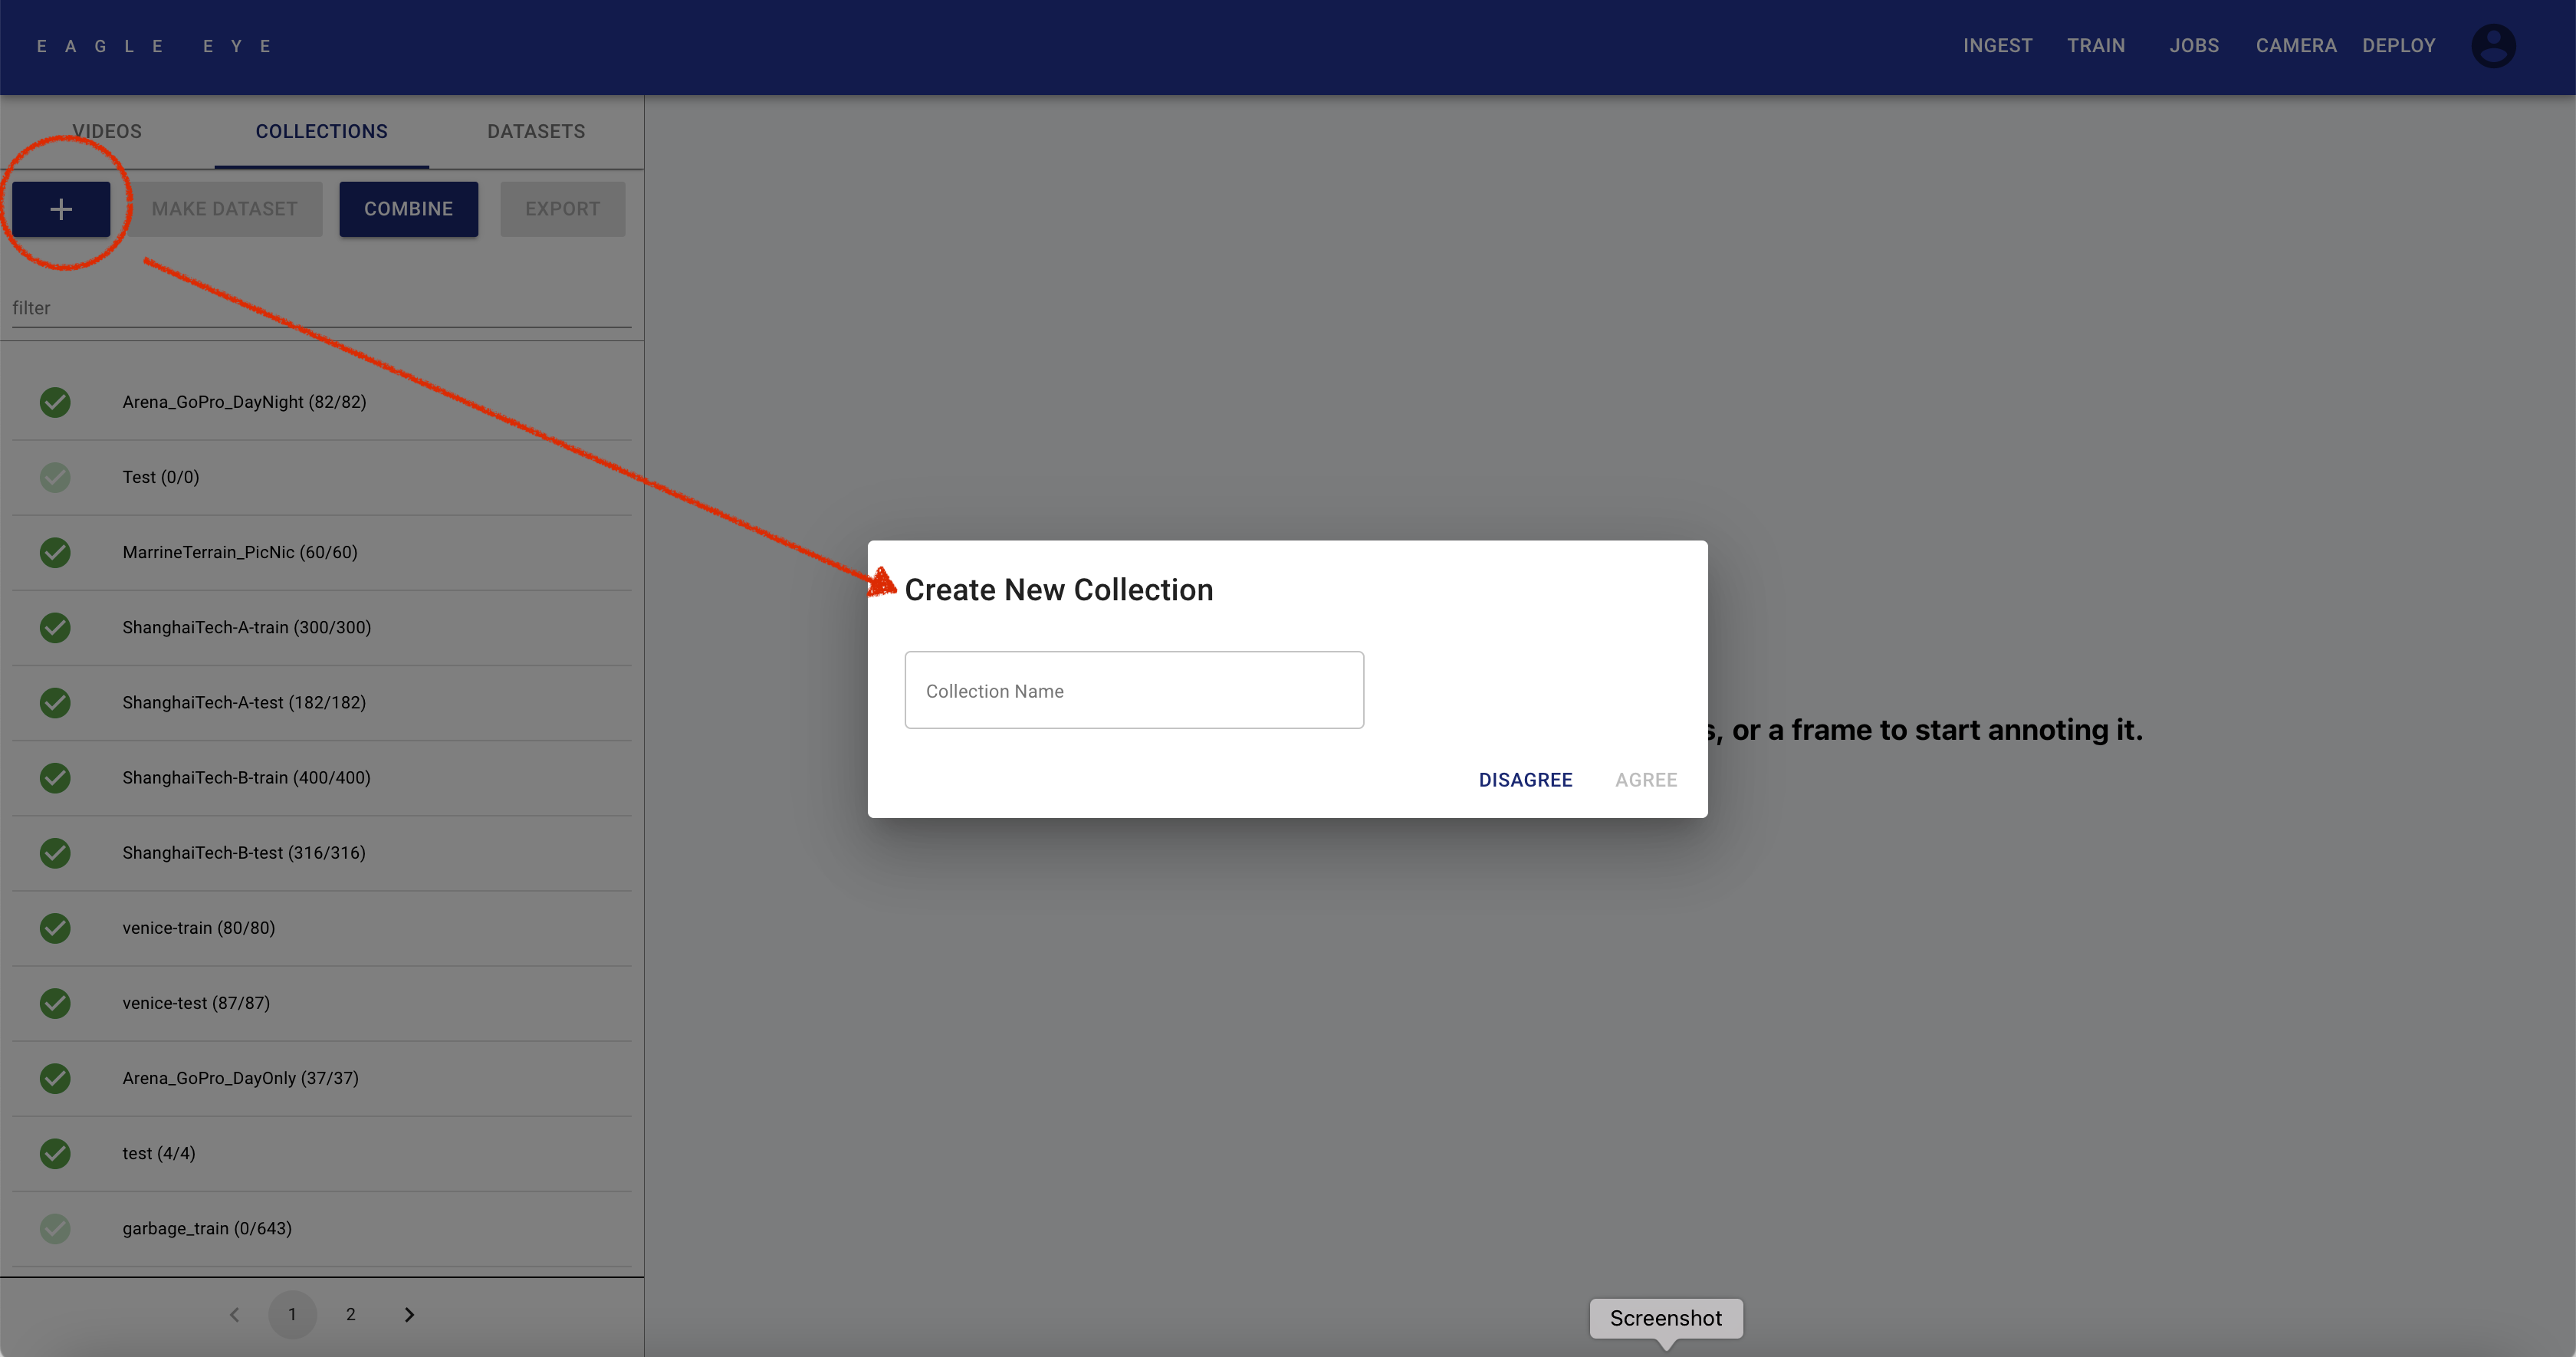 EAGLE EYE
INGEST TRAIN JOBS CAMERA DEPLOY
VIDEOS COLLECTIONS DATASETS
+ MAKE DATASET COMBINE EXPORT
filter
Arena_GoPro_DayNight (82/82)
Test (0/0)
MarrineTerrain_PicNic (60/60)
ShanghaiTech-A-train (300/300)
ShanghaiTech-A-test (182/182)
ShanghaiTech-B-train (400/400)
ShanghaiTech-B-test (316/316)
venice-train (80/80)
venice-test (87/87)
Arena_GoPro_DayOnly (37/37)
test (4/4)
garbage_train (0/643)
1 2
Create New Collection
Collection Name
DISAGREE AGREE
, or a frame to start annoting it.
Screenshot